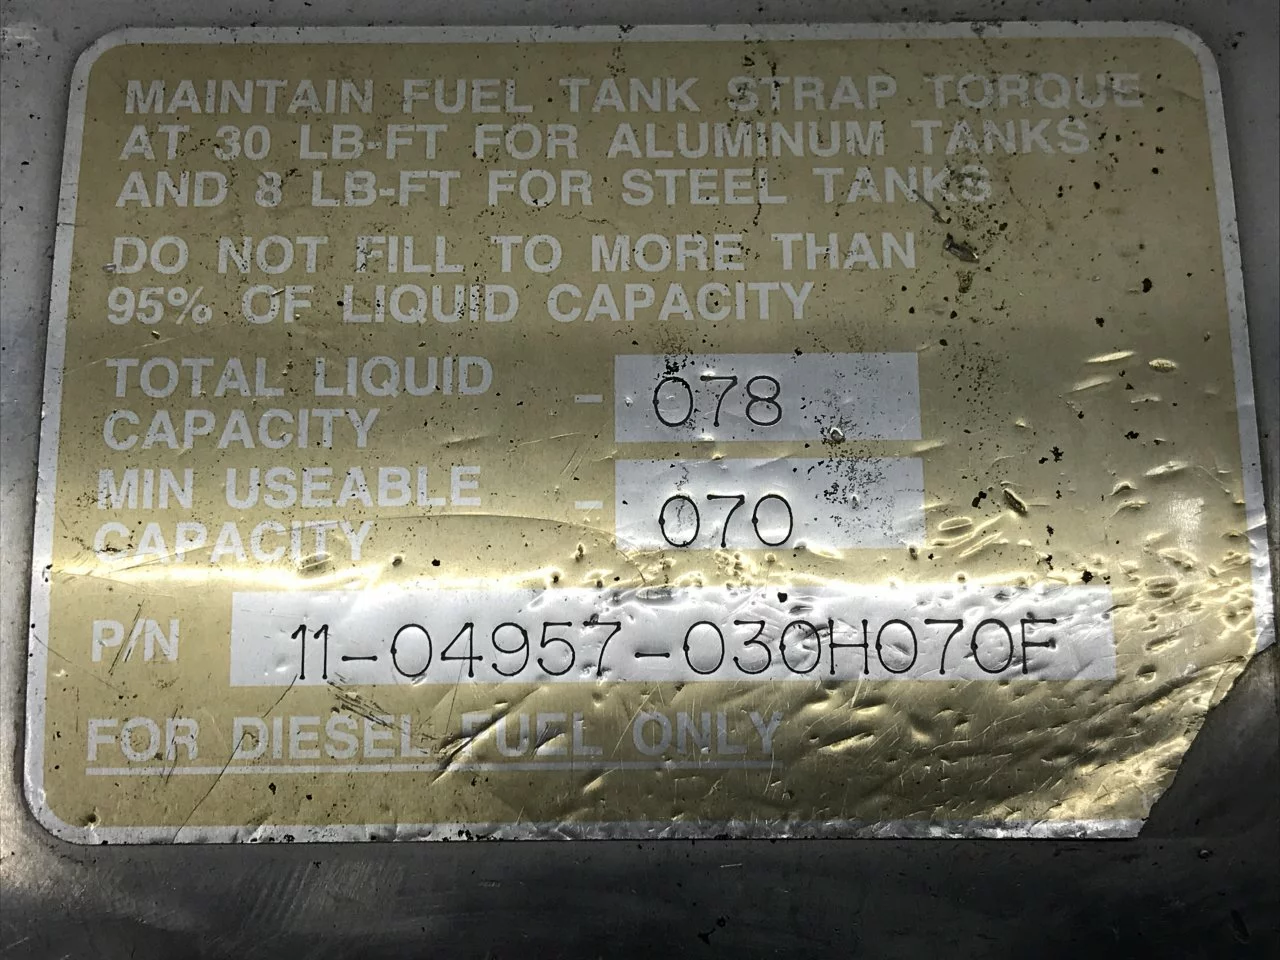 MAINTAIN FUEL TANK STRAP TORQUE
AT 30 LB-FT FOR ALUMINUM TANKS
AND 8 LB-FT FOR STEEL TANKS
DO NOT FILL TO MORE THAN
95% OF LIQUID CAPACITY
TOTAL LIQUID
CAPACITY - 078
MIN USEABLE
CAPACITY - 070
P/N 11-04957-030H070F
FOR DIESEL FUEL ONLY